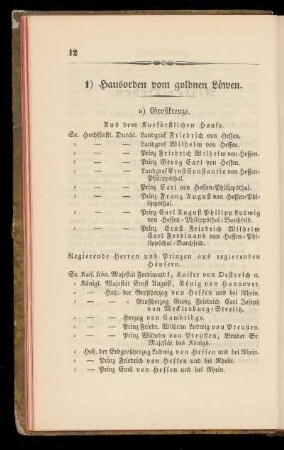 12
1) Hausorden vom goldnen Löwen.
a) Großkreuze.
Aus dem Kurfürstlichen Hause.
Se. Hochfürstl. Durchl. Landgraf Friedrich von Hessen.
» — — Landgraf Wilhelm von Hessen.
» — — Prinz Friedrich Wilhelm von Hessen.
» — — Prinz Georg Carl von Hessen.
» — — Landgraf Ernst Constantin von Hessen-
Philippsthal.
» — — Prinz Carl von Hessen-Philippsthal.
» — — Prinz Franz August von Hessen-Phi-
lippsthal.
» — — Prinz Carl August Philipp Ludwig
von Hessen-Philippsthal-Barchfeld.
» — — Prinz Ernst Friedrich Wilhelm
Carl Ferdinand von Hessen-Phi-
lippsthal-Barchfeld.
Regierende Herren und Prinzen aus regierenden
Häusern.
Se. Kais. Kön. Majestät Ferdinand I., Kaiser von Oestreich
» Königl. Majestät Ernst August, König von Hannover.
» — Hoh. der Großherzog von Hessen und bei Rhein.
» — » Großherzog Georg Friedrich Carl Joseph
von Mecklenburg-Strelitz.
» — — Herzog von Cambridge.
» — — Prinz Friedr. Wilhelm Ludwig von Preußen.
» — — Prinz Wilhelm von Preußen, Bruder Sr.
Majestät des Königs.
» Hoh. der Erbgroßherzog Ludwig von Hessen und bei Rhein.
» — Prinz Friedrich von Hessen und bei Rhein.
» — Prinz Emil von Hessen und bei Rhein.